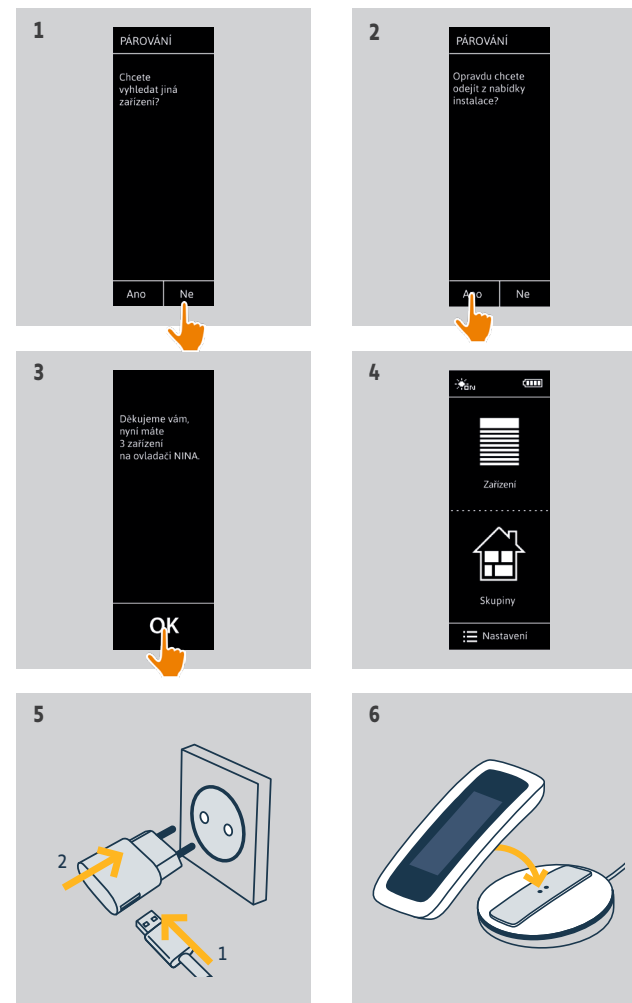 1
PÁROVÁNÍ
Chcete
vyhledat jiná
zařízení?
Ano Ne
2
PÁROVÁNÍ
Opravdu chcete
odejít z nabídky
instalace?
Ano Ne
3
Děkujeme vám,
nyní máte
3 zařízení
na ovladači NINA.
OK
4
ON
Zařízení
Skupiny
Nastavení
5
2
1
6